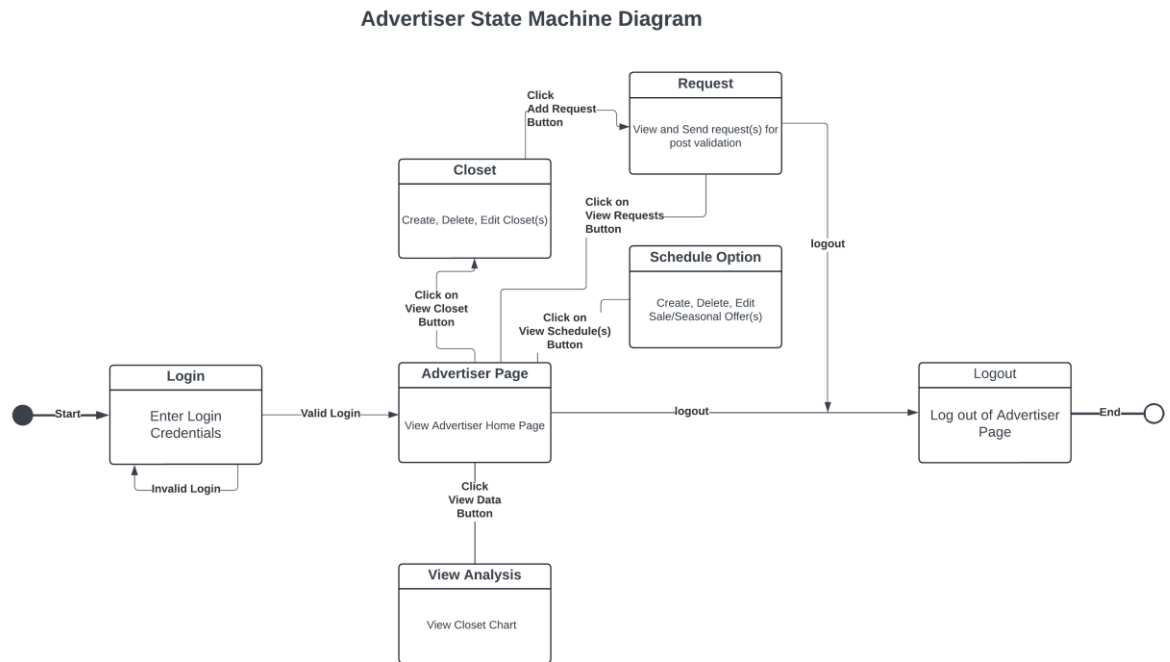 Advertiser State Machine Diagram
Request
View and Send request(s) for
post validation
Click
Add Request
Button
Closet
Create, Delete, Edit Closet(s)
Click on
View Requests
Button
logout
Schedule Option
Create, Delete, Edit
Sale/Seasonal Offer(s)
Click on
View Closet
Button
Click on
View Schedule(s)
Button
Start
Login
Enter Login
Credentials
Invalid Login
Valid Login
Advertiser Page
View Advertiser Home Page
logout
Logout
Log out of Advertiser
Page
End
Click
View Data
Button
View Analysis
View Closet Chart